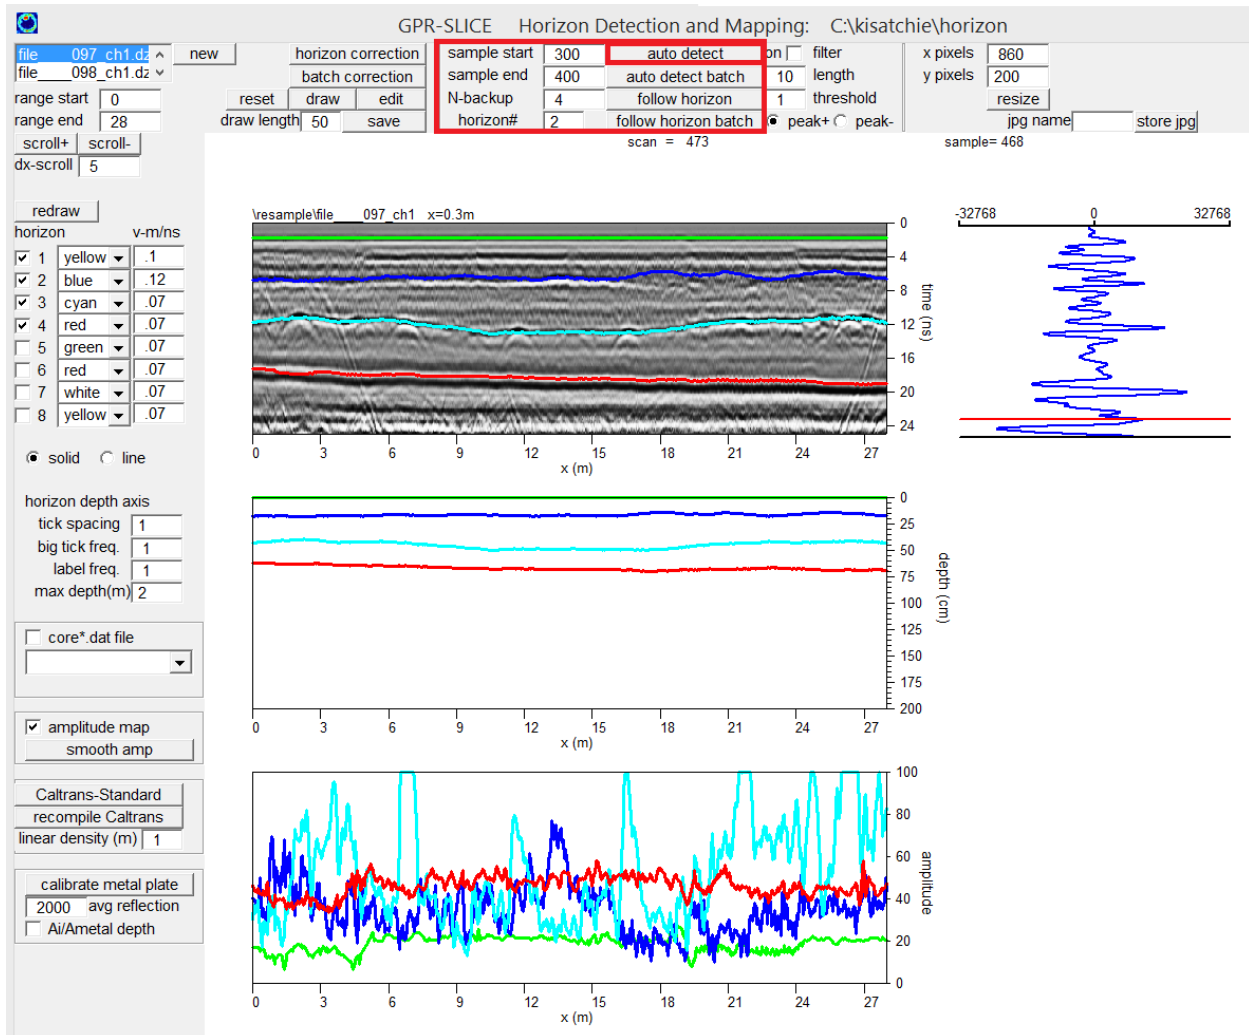 GPR-SLICE Horizon Detection and Mapping: C:\kisatchie\horizon
file____097_ch1.dz new horizon correction sample start 300 auto detect on filter x pixels 860
file____098_ch1.dz batch correction sample end 400 auto detect batch 10 length y pixels 200
range start 0 reset draw edit N-backup 4 follow horizon 1 threshold resize
range end 28 draw length 50 save horizon# 2 follow horizon batch peak+ peak- jpg name store jpg
scroll+ scroll- scan = 473 sample= 468
dx-scroll 5
redraw
horizon v-m/ns
1 yellow .1
2 blue .12
3 cyan .07
4 red .07
5 green .07
6 red .07
7 white .07
8 yellow .07
solid line
horizon depth axis
tick spacing 1
big tick freq. 1
label freq. 1
max depth(m) 2
core*.dat file
amplitude map
smooth amp
Caltrans-Standard
recompile Caltrans
linear density (m) 1
calibrate metal plate
2000 avg reflection
Ai/Ametal depth
\resample\file____097_ch1 x=0.3m
0
4
8
12
16
20
24
time (ns)
0 3 6 9 12 15 18 21 24 27
x (m)
-32768 0 32768
0
25
50
75
100
125
150
175
200
depth (cm)
0 3 6 9 12 15 18 21 24 27
x (m)
100
80
60
40
20
0
amplitude
0 3 6 9 12 15 18 21 24 27
x (m)